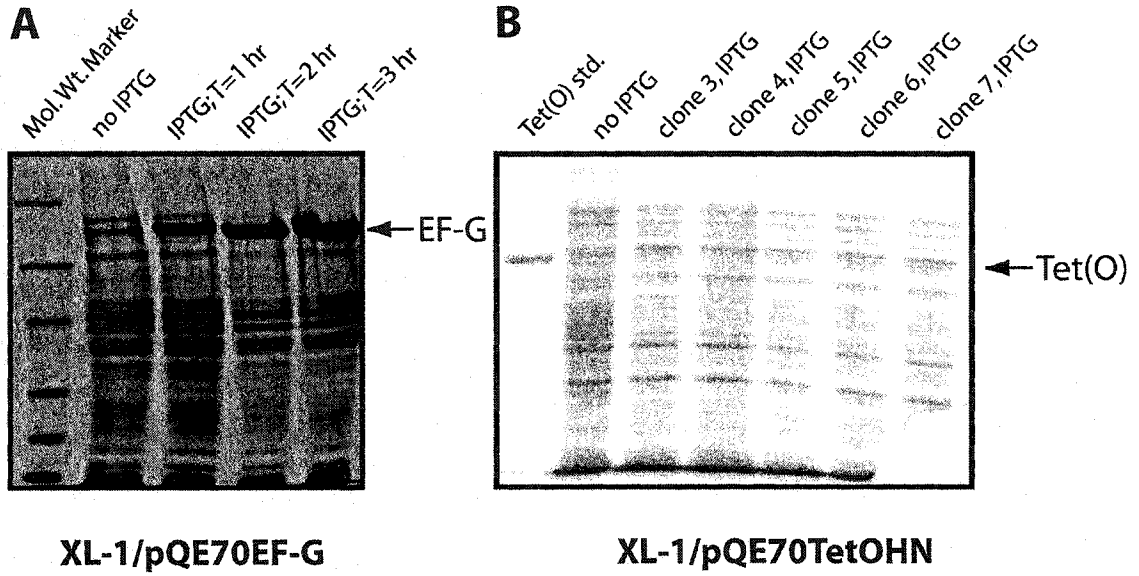 A
Mol. Wt. Marker
no IPTG
IPTG;T=1 hr
IPTG;T=2 hr
IPTG;T=3 hr
EF-G
XL-1/pQE70EF-G
B
Tet(O) std.
no IPTG
clone 3, IPTG
clone 4, IPTG
clone 5, IPTG
clone 6, IPTG
clone 7, IPTG
Tet(O)
XL-1/pQE70TetOHN